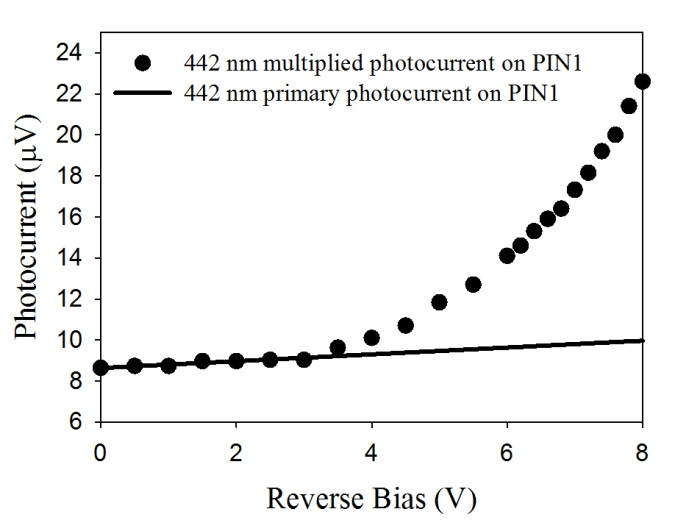 24
22
20
18
16
14
12
10
8
6
Photocurrent (µV)
442 nm multiplied photocurrent on PIN1
442 nm primary photocurrent on PIN1
0 2 4 6 8
Reverse Bias (V)